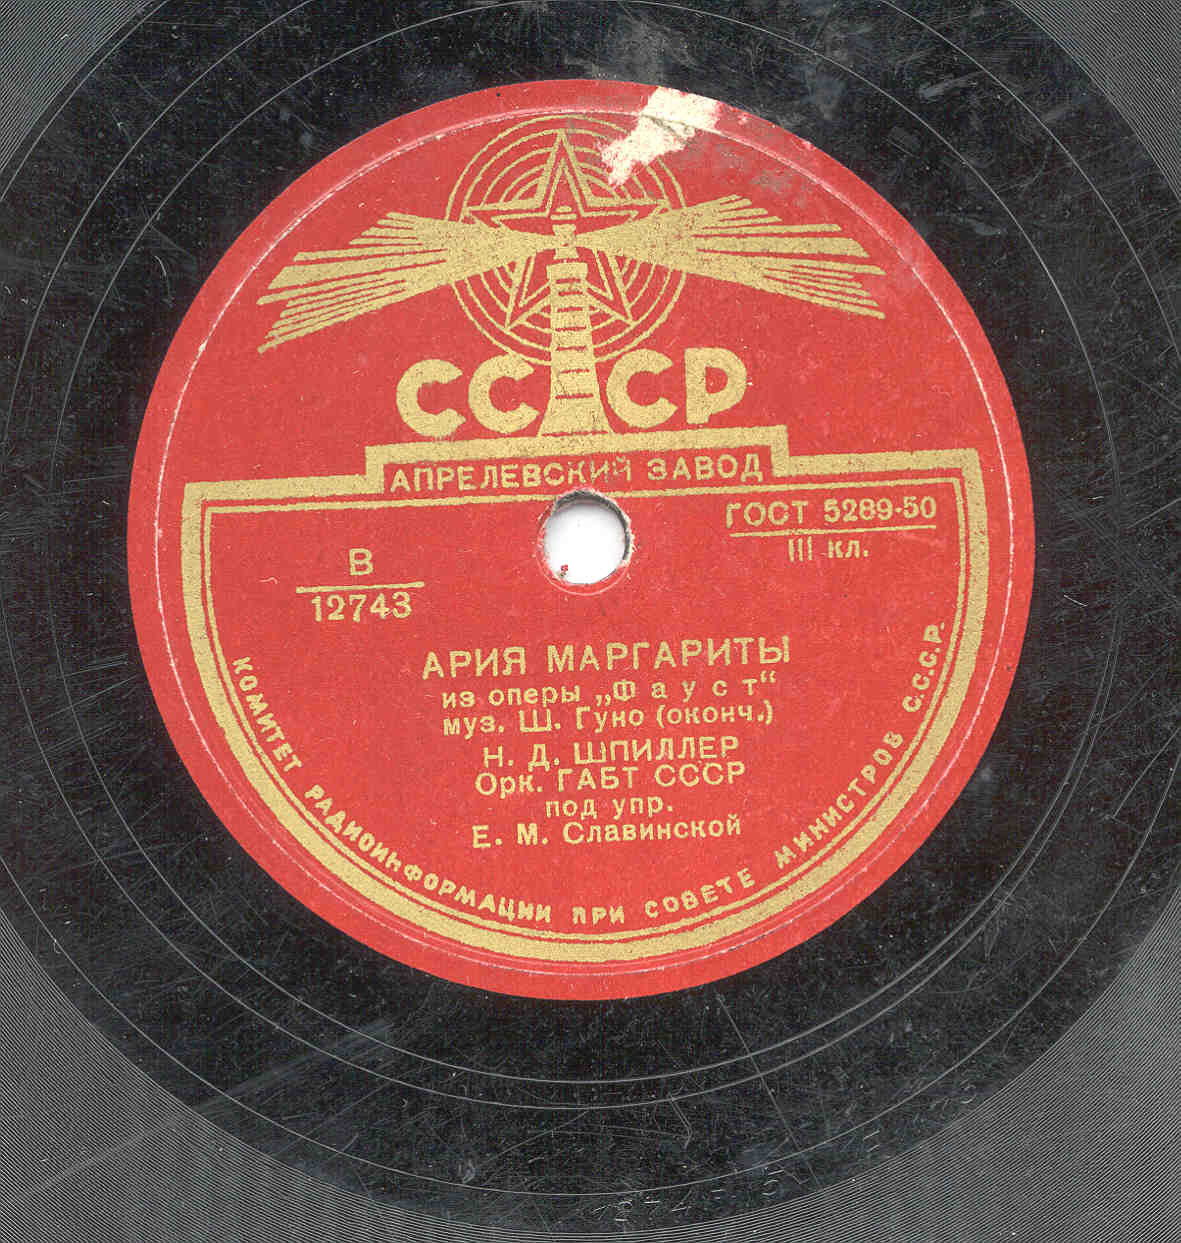 СССР
АПРЕЛЕВСКИЙ ЗАВОД
ГОСТ 5289-50
III кл.
В
12743
АРИЯ МАРГАРИТЫ
из оперы „Фауст“
муз. Ш. Гуно (оконч.)
Н. Д. ШПИЛЛЕР
Орк. ГАБТ СССР
под упр.
Е. М. Славинской
КОМИТЕТ РАДИОИНФОРМАЦИИ ПРИ СОВЕТЕ МИНИСТРОВ С.С.С.Р.